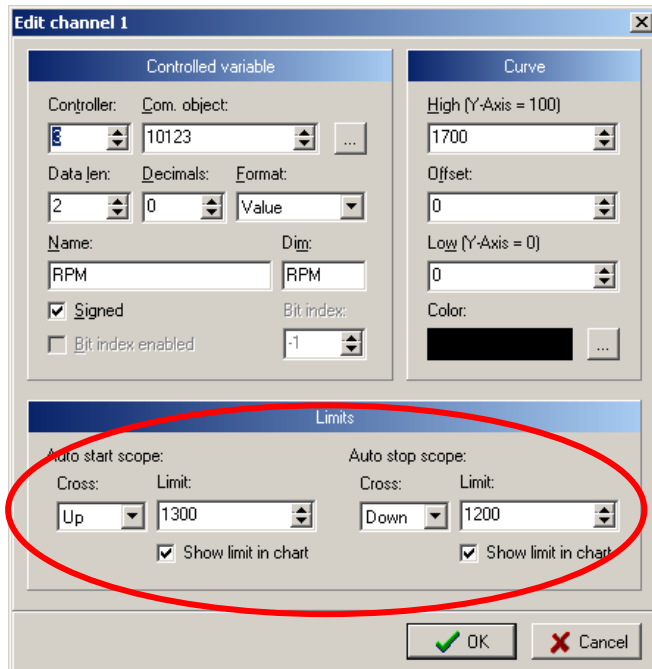 Edit channel 1
Controlled variable
Controller: Com. object:
3 10123 ...
Data len: Decimals: Format:
2 0 Value
Name: Dim:
RPM RPM
Signed Bit index:
Bit index enabled -1
Curve
High (Y-Axis = 100)
1700
Offset:
0
Low (Y-Axis = 0)
0
Color:
...
Limits
Auto start scope: Auto stop scope:
Cross: Limit: Cross: Limit:
Up 1300 Down 1200
Show limit in chart Show limit in chart
OK Cancel